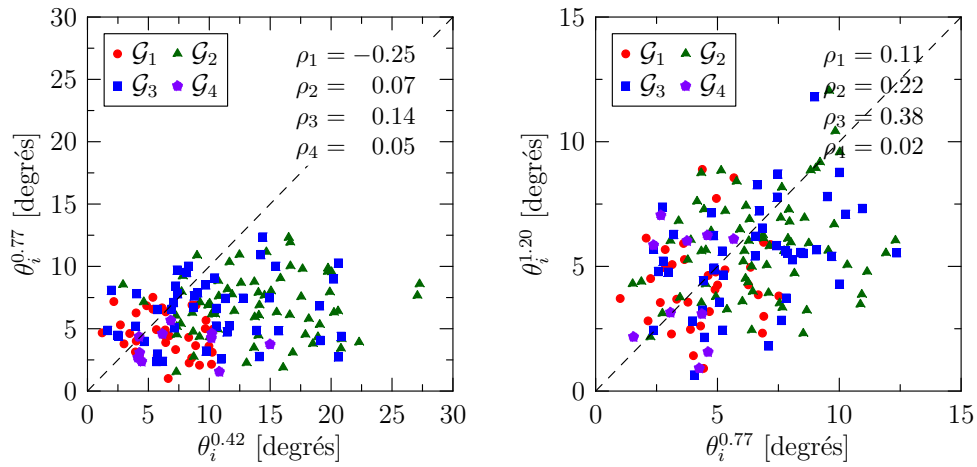 30
25
20
15
10
5
0
0 5 10 15 20 25 30
θ_i^{0.77} [degrés]
θ_i^{0.42} [degrés]
𝒢₁ 𝒢₂
𝒢₃ 𝒢₄
ρ₁ = −0.25
ρ₂ = 0.07
ρ₃ = 0.14
ρ₄ = 0.05
15
10
5
0
0 5 10 15
θ_i^{1.20} [degrés]
θ_i^{0.77} [degrés]
𝒢₁ 𝒢₂
𝒢₃ 𝒢₄
ρ₁ = 0.11
ρ₂ = 0.22
ρ₃ = 0.38
ρ₄ = 0.02